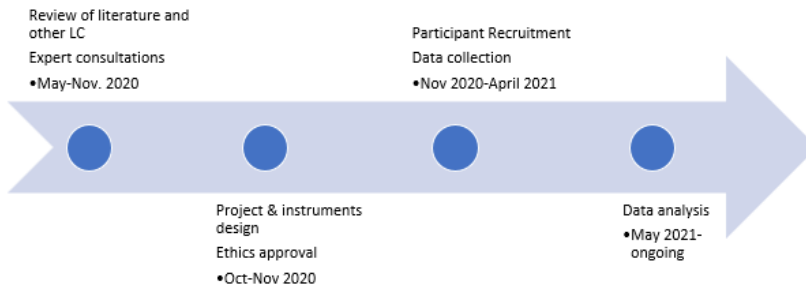 Review of literature and
other LC
Expert consultations
•May-Nov. 2020
Project & instruments
design
Ethics approval
•Oct-Nov 2020
Participant Recruitment
Data collection
•Nov 2020-April 2021
Data analysis
•May 2021-
ongoing